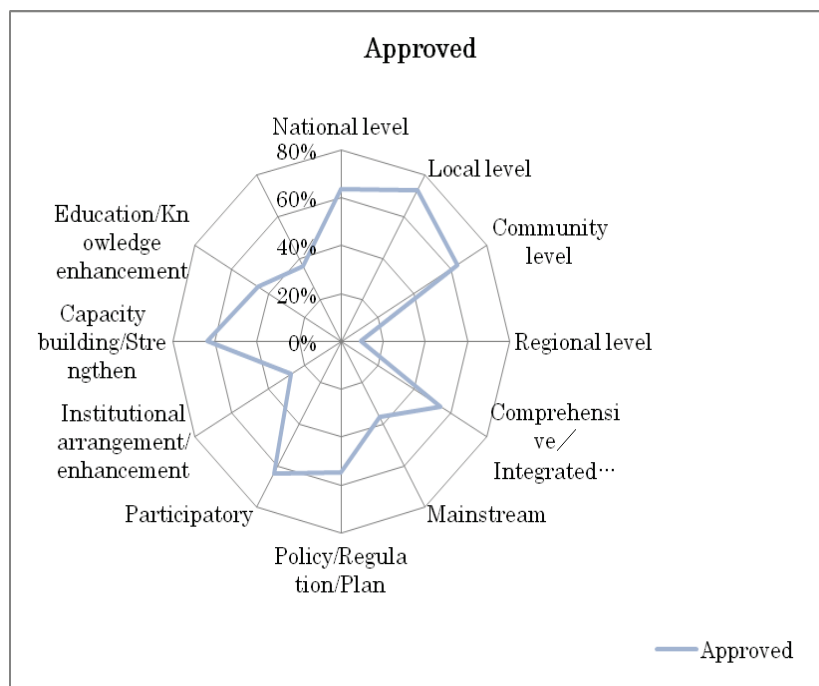 Approved
National level
80%
60%
40%
20%
0%
Local level
Community
level
Regional level
Comprehensi
ve／
Integrated…
Mainstream
Policy/Regula
tion/Plan
Participatory
Institutional
arrangement/
enhancement
Capacity
building/Stre
ngthen
Education/Kn
owledge
enhancement
Approved